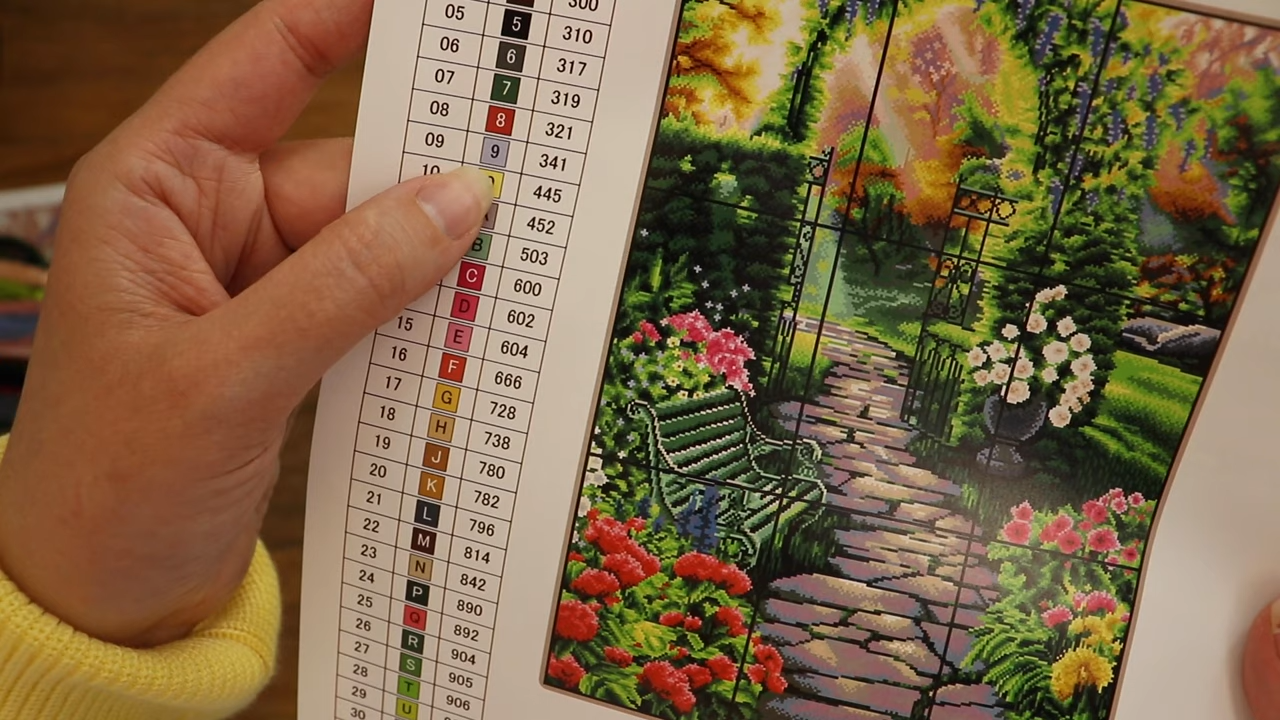 300
05 5 310
06 6 317
07 7 319
08 8 321
09 9 341
10 445
452
B 503
C 600
D 602
15 E 604
16 F 666
17 G 728
18 H 738
19 J 780
20 K 782
21 L 796
22 M 814
23 N 842
24 P 890
25 Q 892
26 R 904
27 S 905
28 T 906
29 U
30